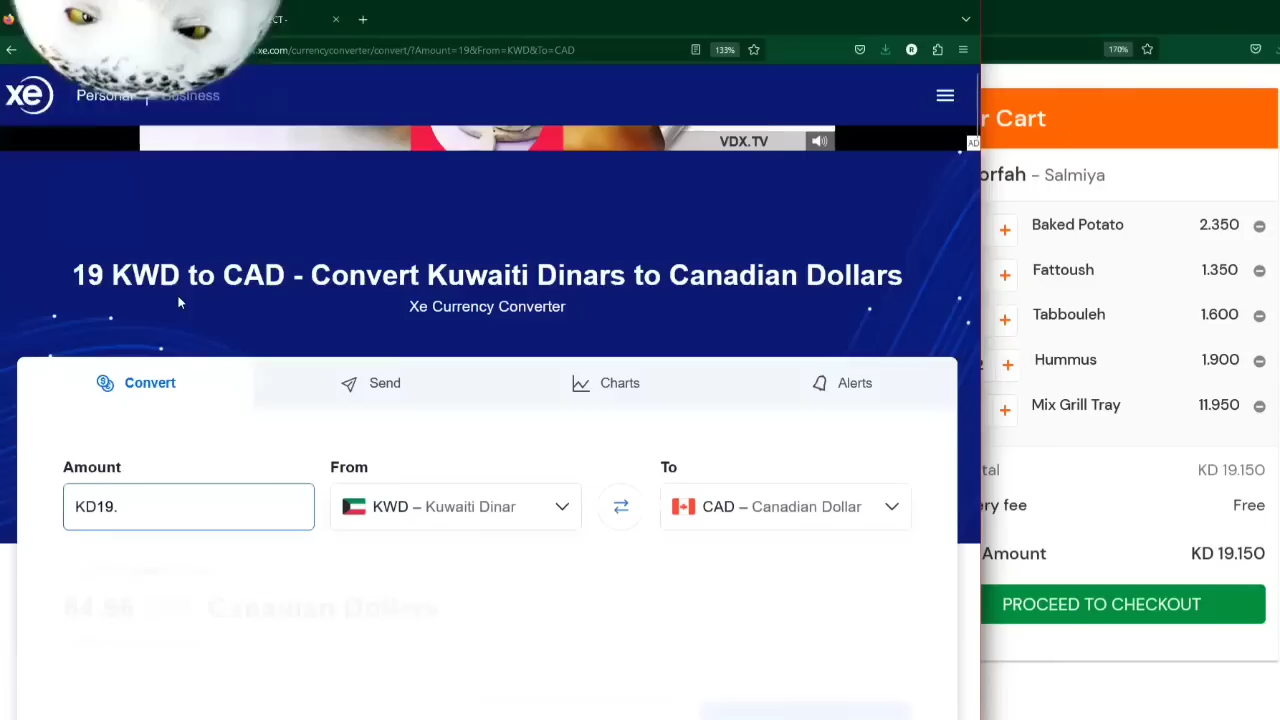 ECT -
.xe.com/currencyconverter/convert/?Amount=19&From=KWD&To=CAD
133%
170%
xe
Personal
Business
VDX.TV
AD
19 KWD to CAD - Convert Kuwaiti Dinars to Canadian Dollars
Xe Currency Converter
Convert
Send
Charts
Alerts
Amount
From
To
KD19.
KWD – Kuwaiti Dinar
CAD – Canadian Dollar
Canadian Dollars
r Cart
orfah – Salmiya
Baked Potato 2.350
Fattoush 1.350
Tabbouleh 1.600
Hummus 1.900
Mix Grill Tray 11.950
tal KD 19.150
ery fee Free
Amount KD 19.150
PROCEED TO CHECKOUT